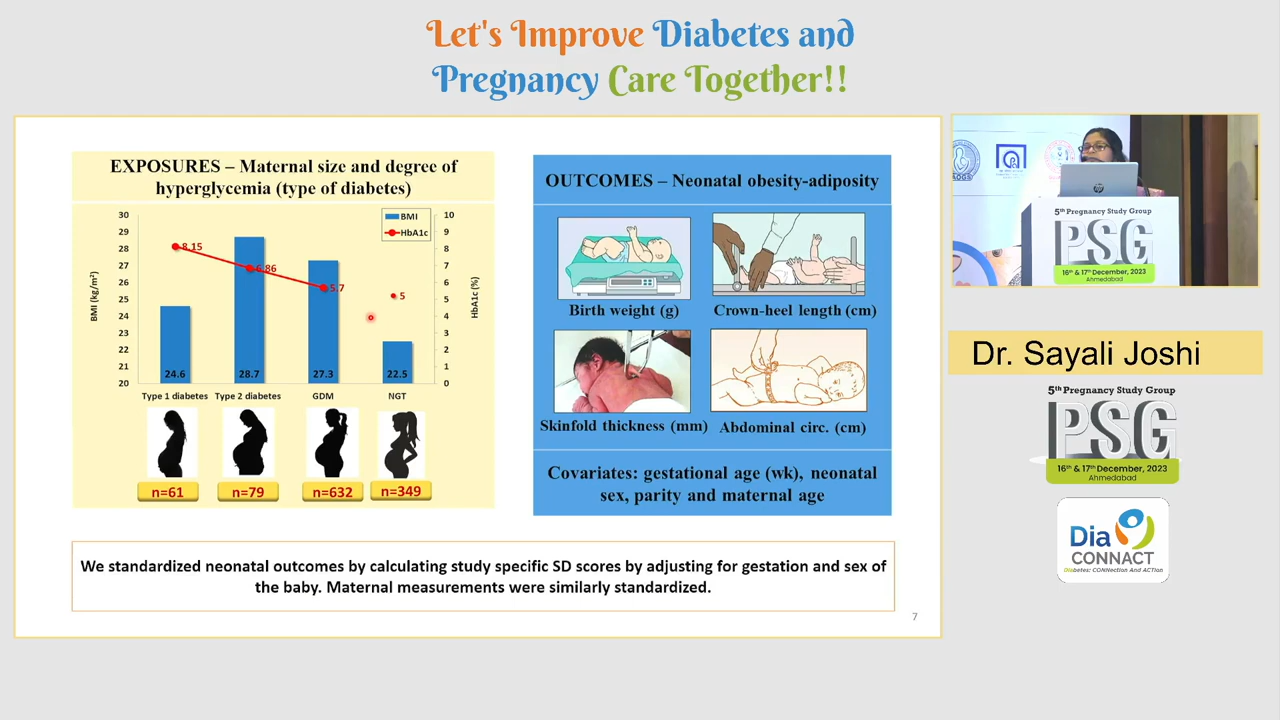 Let's Improve Diabetes and
Pregnancy Care Together!!
EXPOSURES – Maternal size and degree of
hyperglycemia (type of diabetes)
30
29
28
27
26
25
24
23
22
21
20
BMI (kg/m²)
10
9
8
7
6
5
4
3
2
1
0
HbA1c (%)
BMI
HbA1c
8.15
6.86
5.7
5
24.6
28.7
27.3
22.5
Type 1 diabetes
Type 2 diabetes
GDM
NGT
n=61
n=79
n=632
n=349
OUTCOMES – Neonatal obesity-adiposity
Birth weight (g)
Crown-heel length (cm)
Skinfold thickness (mm)
Abdominal circ. (cm)
Covariates: gestational age (wk), neonatal
sex, parity and maternal age
We standardized neonatal outcomes by calculating study specific SD scores by adjusting for gestation and sex of
the baby. Maternal measurements were similarly standardized.
7
hp
5th Pregnancy Study Group
PSG
16th & 17th December, 2023
Ahmedabad
Dr. Sayali Joshi
5th Pregnancy Study Group
PSG
16th & 17th December, 2023
Ahmedabad
Dia
CONNACT
Diabetes: CONNection And ACTion